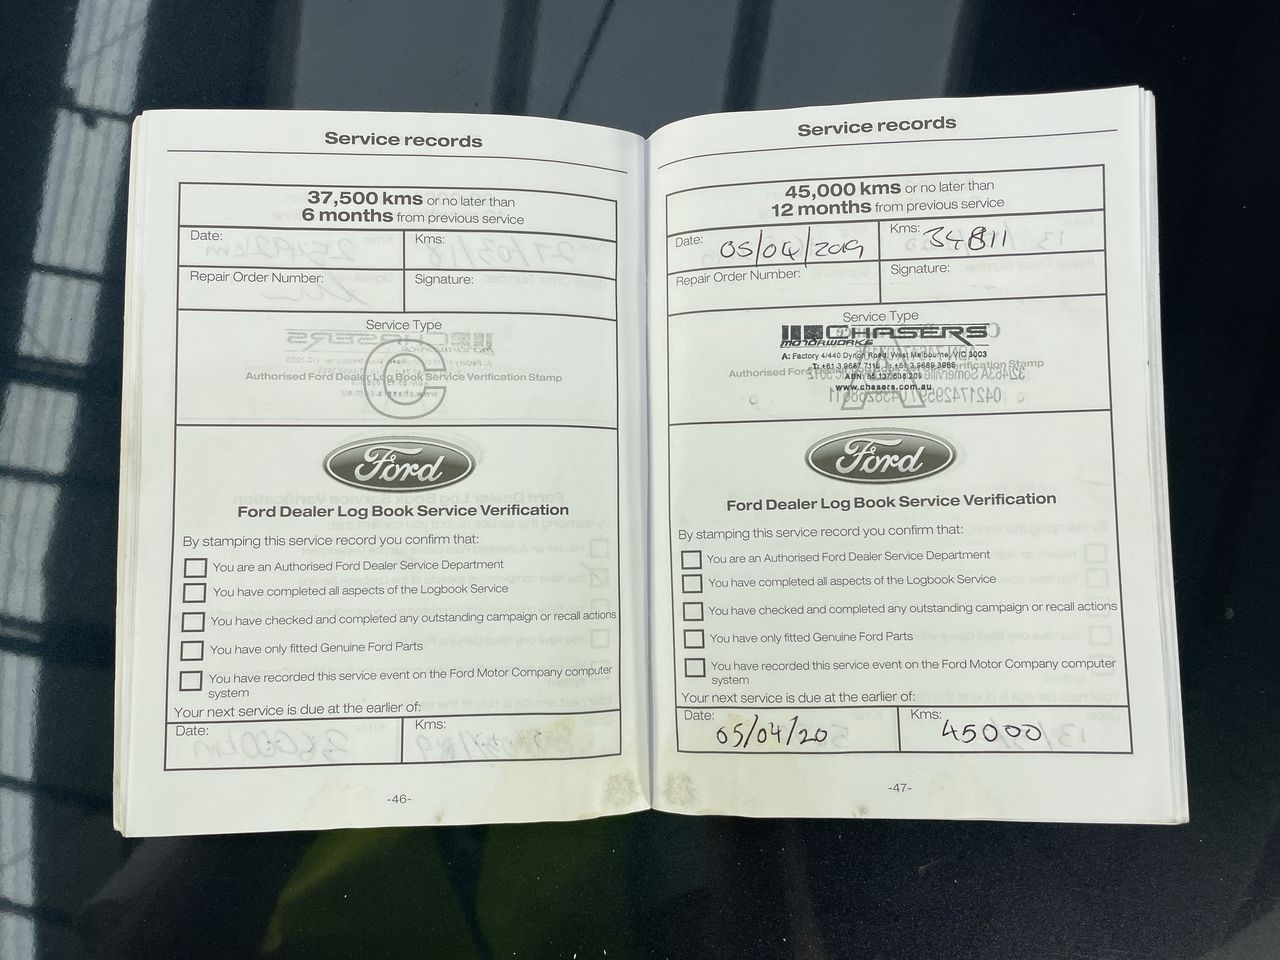 Service records
37,500 kms or no later than
6 months from previous service
Date:
Kms:
Repair Order Number:
Signature:
Service Type
C
Authorised Ford Dealer Log Book Service Verification Stamp
Ford
Ford Dealer Log Book Service Verification
By stamping this service record you confirm that:
You are an Authorised Ford Dealer Service Department
You have completed all aspects of the Logbook Service
You have checked and completed any outstanding campaign or recall actions
You have only fitted Genuine Ford Parts
You have recorded this service event on the Ford Motor Company computer
system
Your next service is due at the earlier of:
Date:
Kms:
-46-
Service records
45,000 kms or no later than
12 months from previous service
Date: 05/04/2019
Kms: 34811
Repair Order Number:
Signature:
Service Type
CHASERS
MOTORWORKS
A: Factory 4/440 Dynon Road, West Melbourne, VIC 3003
Authorised Ford Dealer Log Book Service Verification Stamp
A
www.chasers.com.au
Ford
Ford Dealer Log Book Service Verification
By stamping this service record you confirm that:
You are an Authorised Ford Dealer Service Department
You have completed all aspects of the Logbook Service
You have checked and completed any outstanding campaign or recall actions
You have only fitted Genuine Ford Parts
You have recorded this service event on the Ford Motor Company computer
system
Your next service is due at the earlier of:
Date: 05/04/20
Kms: 45000
-47-